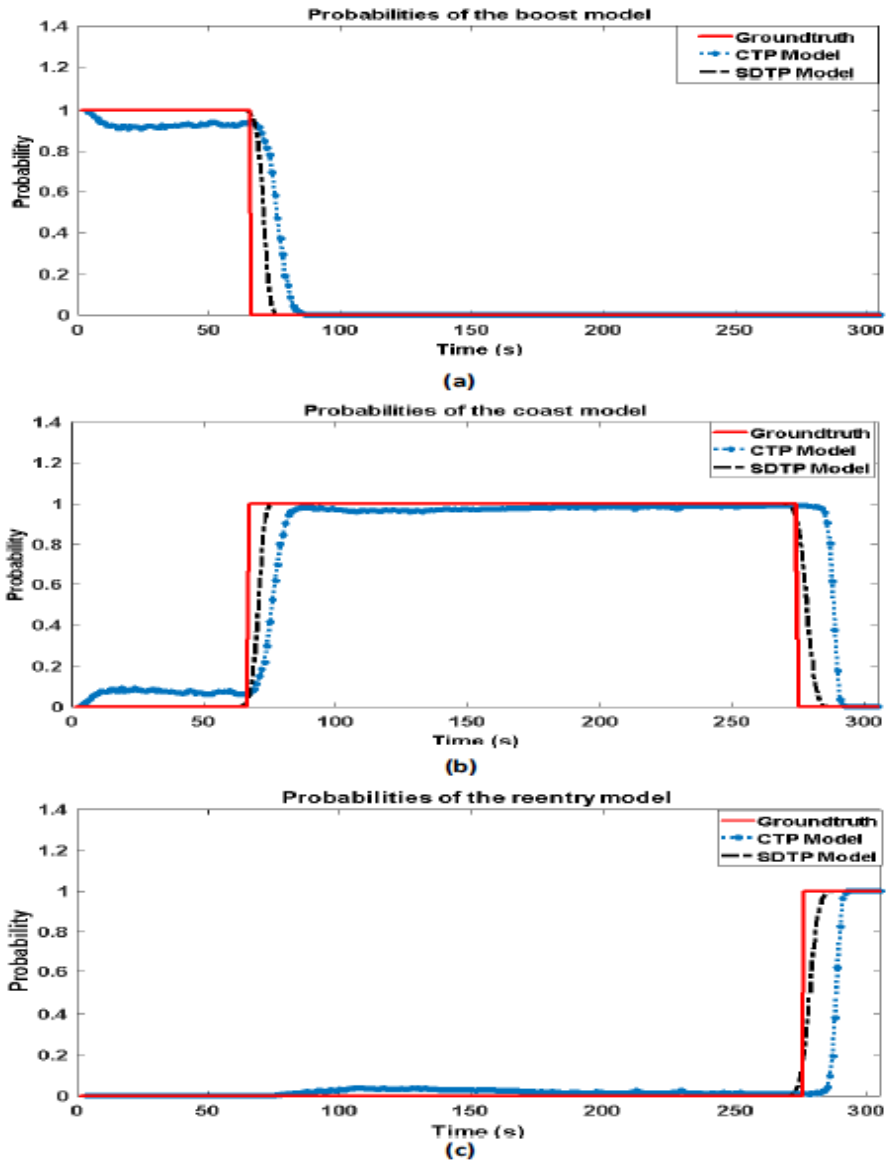 Probabilities of the boost model
1.4
1.2
1
0.8
0.6
0.4
0.2
0
Probability
Groundtruth
CTP Model
SDTP Model
0 50 100 150 200 250 300
Time (s)
(a)
Probabilities of the coast model
1.4
1.2
1
0.8
0.6
0.4
0.2
0
Probability
Groundtruth
CTP Model
SDTP Model
0 50 100 150 200 250 300
Time (s)
(b)
Probabilities of the reentry model
1.4
1.2
1
0.8
0.6
0.4
0.2
0
Probability
Groundtruth
CTP Model
SDTP Model
0 50 100 150 200 250 300
Time (s)
(c)